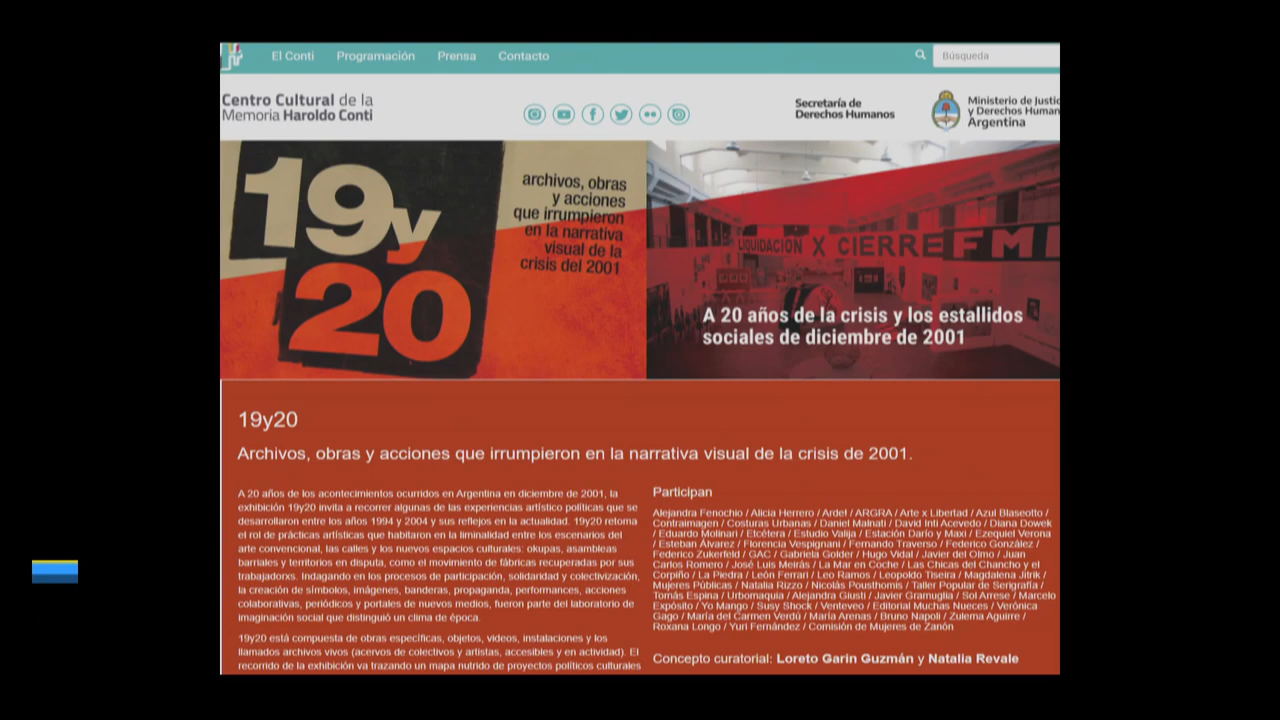 El Conti Programación Prensa Contacto
Búsqueda
Centro Cultural de la
Memoria Haroldo Conti
Secretaría de
Derechos Humanos
Ministerio de Justic
y Derechos Human
Argentina
19y
20
archivos, obras
y acciones
que irrumpieron
en la narrativa
visual de la
crisis del 2001
LIQUIDACIÓN X CIERRE FMI
A 20 años de la crisis y los estallidos
sociales de diciembre de 2001
19y20
Archivos, obras y acciones que irrumpieron en la narrativa visual de la crisis de 2001.
A 20 años de los acontecimientos ocurridos en Argentina en diciembre de 2001, la
exhibición 19y20 invita a recorrer algunas de las experiencias artístico políticas que se
desarrollaron entre los años 1994 y 2004 y sus reflejos en la actualidad. 19y20 retoma
el rol de prácticas artísticas que habitaron en la liminalidad entre los escenarios del
arte convencional, las calles y los nuevos espacios culturales: okupas, asambleas
barriales y territorios en disputa, como el movimiento de fábricas recuperadas por sus
trabajadorxs. Indagando en los procesos de participación, solidaridad y colectivización,
la creación de símbolos, imágenes, banderas, propaganda, performances, acciones
colaborativas, periódicos y portales de nuevos medios, fueron parte del laboratorio de
imaginación social que distinguió un clima de época.
19y20 está compuesta de obras específicas, objetos, videos, instalaciones y los
llamados archivos vivos (acervos de colectivos y artistas, accesibles y en actividad). El
recorrido de la exhibición va trazando un mapa nutrido de proyectos políticos culturales
Participan
Alejandra Fenochio / Alicia Herrero / Ardef / ARGRA / Arte x Libertad / Azul Blaseotto /
Contraimagen / Costuras Urbanas / Daniel Malnati / David Inti Acevedo / Diana Dowek
/ Eduardo Molinari / Etcétera / Estudio Valija / Estación Darío y Maxi / Ezequiel Verona
/ Esteban Álvarez / Florencia Vespignani / Fernando Traverso / Federico González /
Federico Zukerfeld / GAC / Gabriela Golder / Hugo Vidal / Javier del Olmo / Juan
Carlos Romero / José Luis Meirás / La Mar en Coche / Las Chicas del Chancho y el
Corpiño / La Piedra / León Ferrari / Leo Ramos / Leopoldo Tiseira / Magdalena Jitrik /
Mujeres Públicas / Natalia Rizzo / Nicolás Pousthomis / Taller Popular de Serigrafía /
Tomás Espina / Urbomaquia / Alejandra Giusti / Javier Gramuglia / Sol Arrese / Marcelo
Expósito / Yo Mango / Susy Shock / Venteveo / Editorial Muchas Nueces / Verónica
Gago / María del Carmen Verdú / María Arenas / Bruno Napoli / Zulema Aguirre /
Roxana Longo / Yuri Fernández / Comisión de Mujeres de Zanón
Concepto curatorial: Loreto Garín Guzmán y Natalia Revale